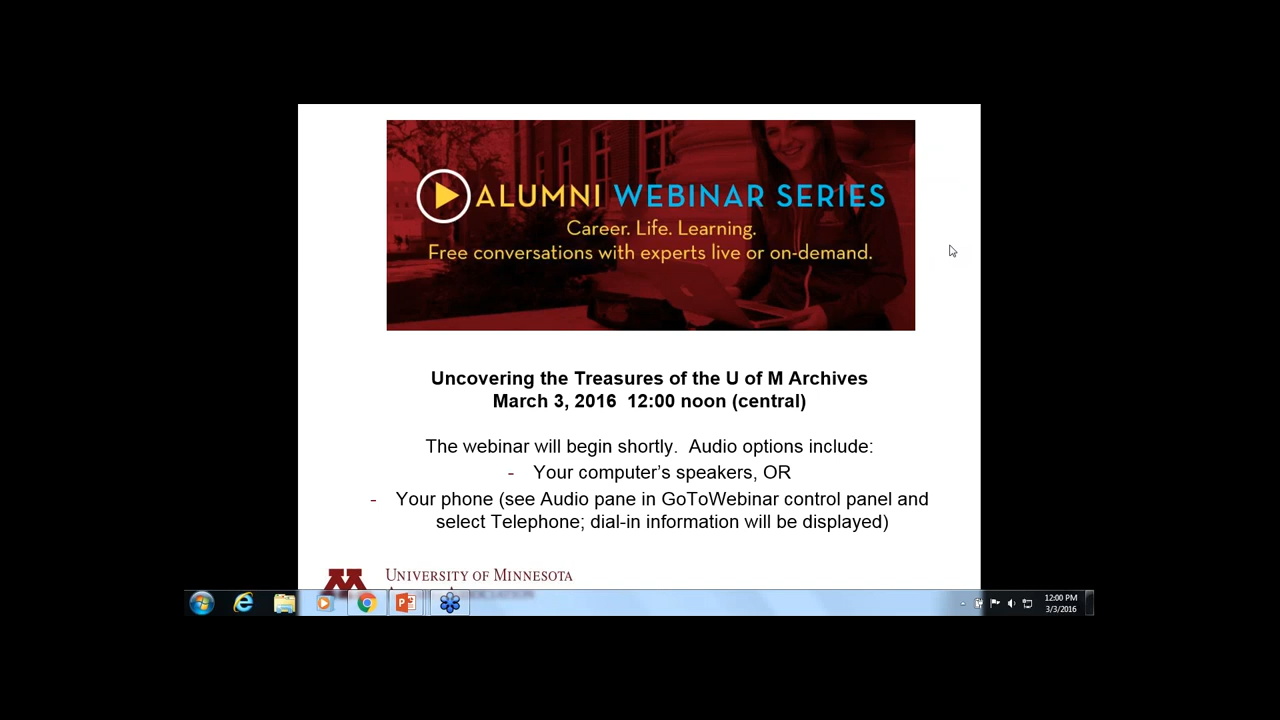 ALUMNI WEBINAR SERIES
Career. Life. Learning.
Free conversations with experts live or on-demand.
Uncovering the Treasures of the U of M Archives
March 3, 2016  12:00 noon (central)
The webinar will begin shortly.  Audio options include:
-   Your computer’s speakers, OR
-   Your phone (see Audio pane in GoToWebinar control panel and
select Telephone; dial-in information will be displayed)
UNIVERSITY OF MINNESOTA
12:00 PM
3/3/2016